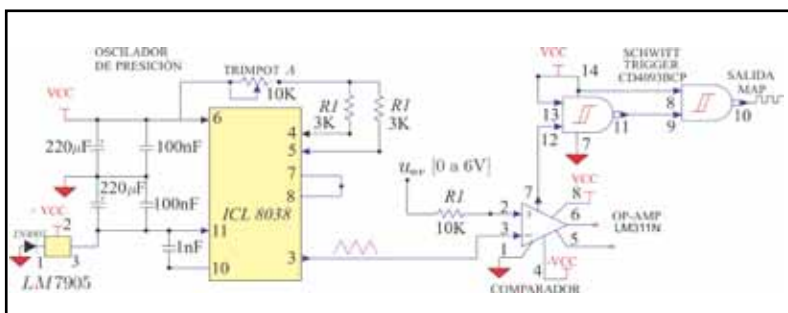 OSCILADOR
DE PRESICIÓN
TRIMPOT A
10K
VCC
R1
3K
R1
3K
220μF
100nF
220μF
100nF
- VCC
1nF
LM7905
1
2
3
6
4
5
7
8
11
10
3
ICL 8038
[0 a 6V]
R1
10K
2
3
1
4
-VCC
7
8
VCC
6
5
OP-AMP
LM311N
COMPARADOR
VCC
14
13
12
11
7
SCHWITT
TRIGGER
CD4093BCP
8
9
10
SALIDA
MAP